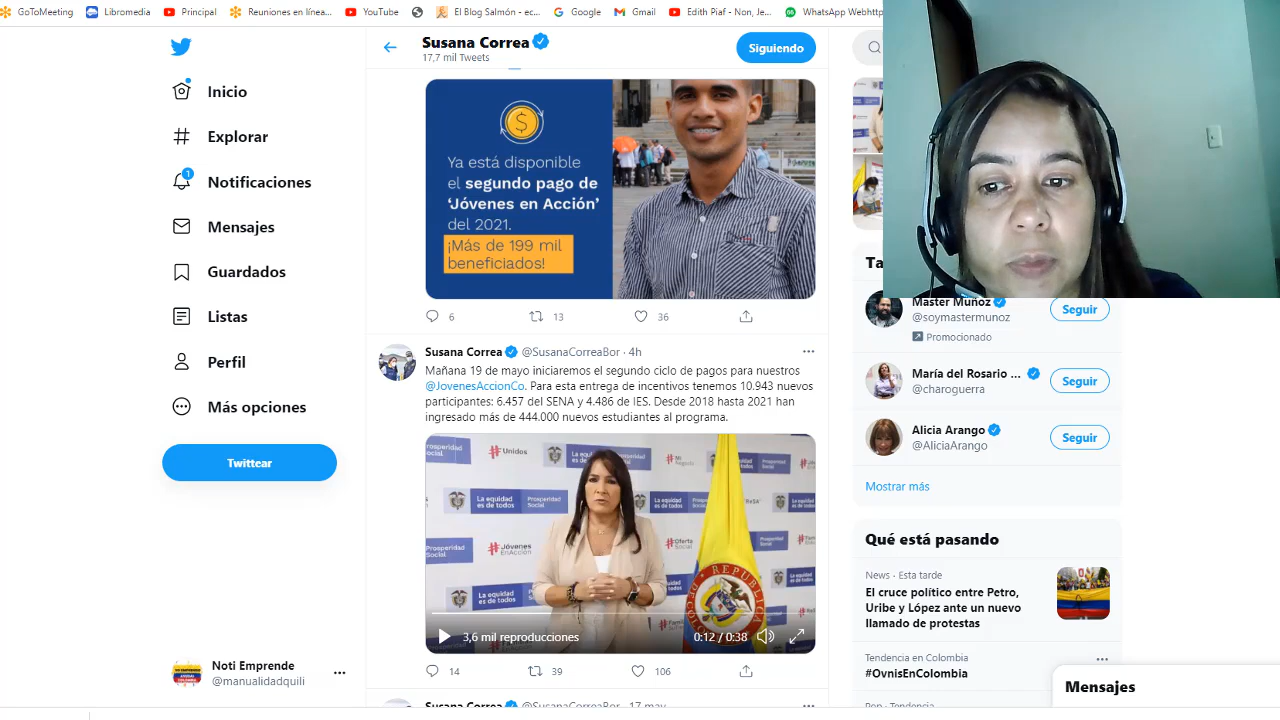 GoToMeeting
Libromedia
Principal
Reuniones en línea...
YouTube
El Blog Salmón - ec...
Google
Gmail
Edith Piaf - Non, Je...
WhatsApp Web
Susana Correa
17,7 mil Tweets
Siguiendo
Inicio
Explorar
1
Notificaciones
Mensajes
Guardados
Listas
Perfil
Más opciones
Twittear
Noti Emprende
@manualidadquili
$
Ya está disponible
el segundo pago de
'Jóvenes en Acción'
del 2021.
¡Más de 199 mil
beneficiados!
6 13 36
Susana Correa @SusanaCorreaBor · 4h
Mañana 19 de mayo iniciaremos el segundo ciclo de pagos para nuestros
@JovenesAccionCo. Para esta entrega de incentivos tenemos 10.943 nuevos
participantes: 6.457 del SENA y 4.486 de IES. Desde 2018 hasta 2021 han
ingresado más de 444.000 nuevos estudiantes al programa.
#Unidos
La equidad
es de todos
Prosperidad
Social
#Jóvenes
EnAcción
#Oferta
Social
3,6 mil reproducciones
0:12 / 0:38
14 39 106
Susana Correa @SusanaCorreaBor · 17 may.
Master Muñoz
@soymastermunoz
Promocionado
Seguir
María del Rosario ...
@charoguerra
Seguir
Alicia Arango
@AliciaArango
Seguir
Mostrar más
Qué está pasando
News · Esta tarde
El cruce político entre Petro,
Uribe y López ante un nuevo
llamado de protestas
Tendencia en Colombia
#OvnisEnColombia
Pop · Tendencia
Mensajes